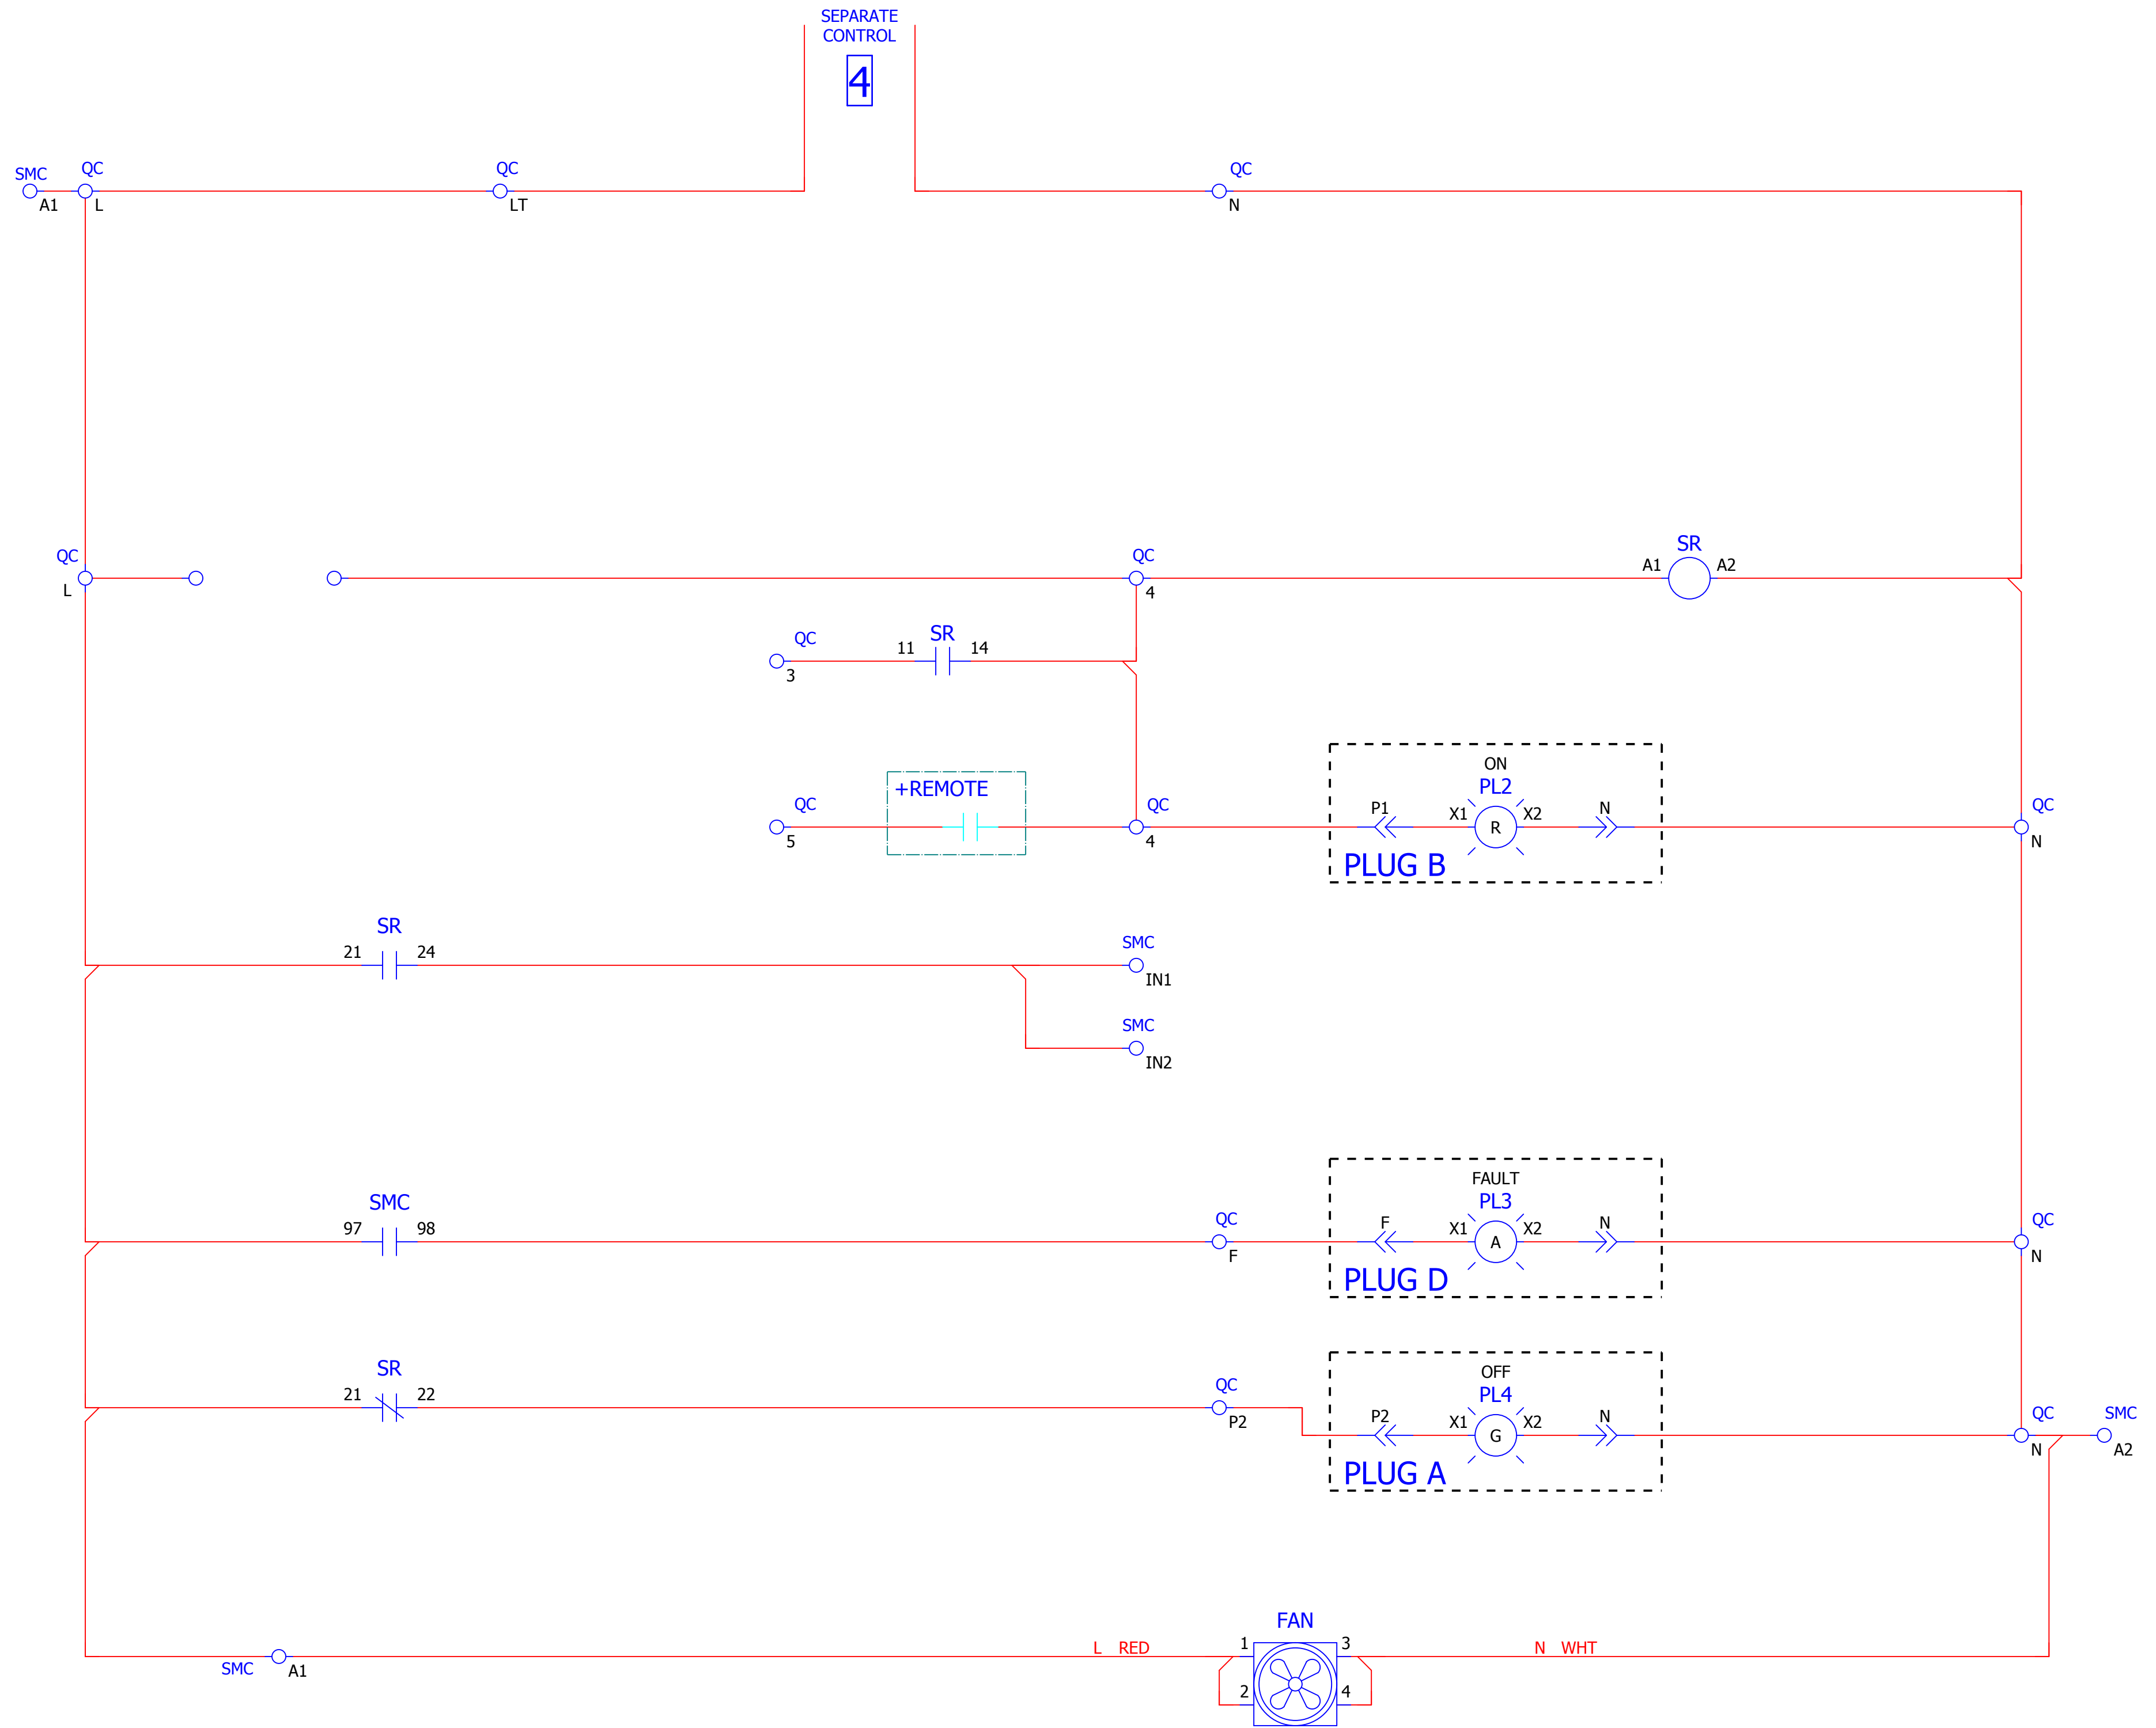 SEPARATE
CONTROL
4
SMC
A1
QC
L
QC
LT
QC
N
QC
L
QC
4
A1
SR
A2
QC
3
11
SR
14
QC
5
+REMOTE
QC
4
ON
PL2
P1
X1
R
X2
N
PLUG B
QC
N
SR
21
24
SMC
IN1
SMC
IN2
SMC
97
98
QC
F
FAULT
PL3
F
X1
A
X2
N
PLUG D
QC
N
SR
21
22
QC
P2
OFF
PL4
P2
X1
G
X2
N
PLUG A
QC
N
SMC
A2
SMC
A1
L RED
FAN
1
2
3
4
N WHT